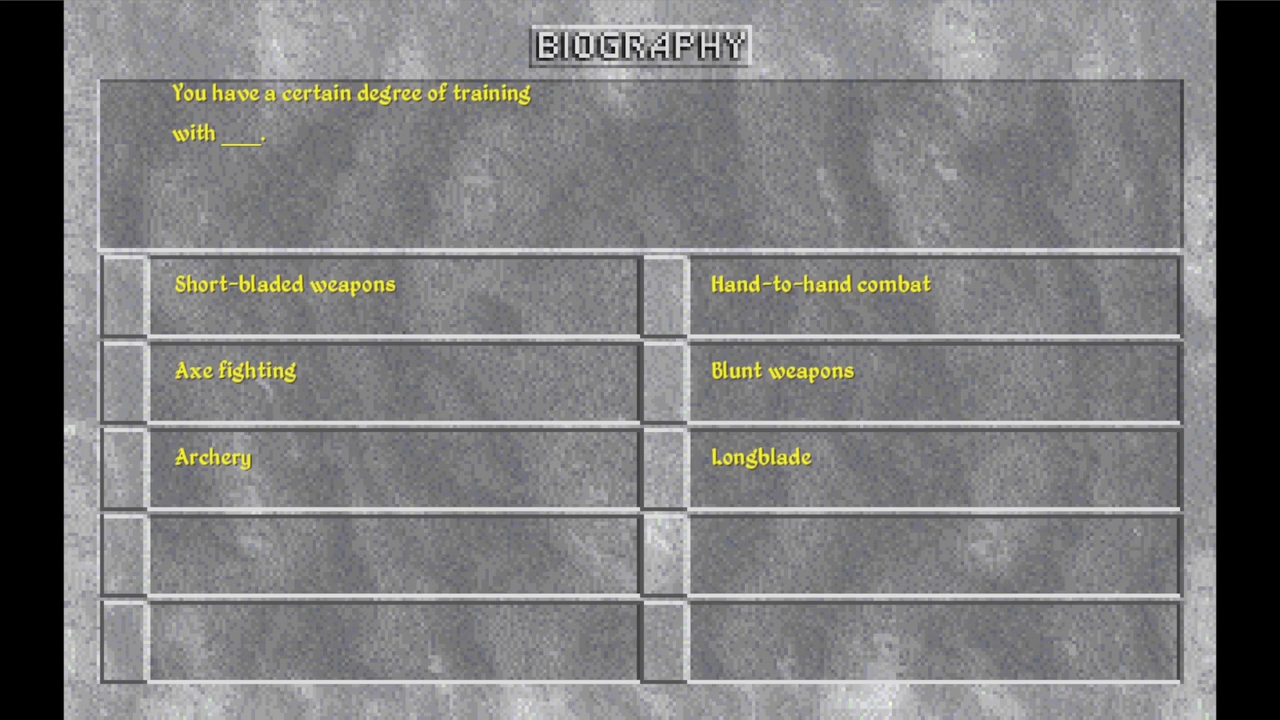 BIOGRAPHY
You have a certain degree of training
with ____.
Short-bladed weapons
Hand-to-hand combat
Axe fighting
Blunt weapons
Archery
Longblade